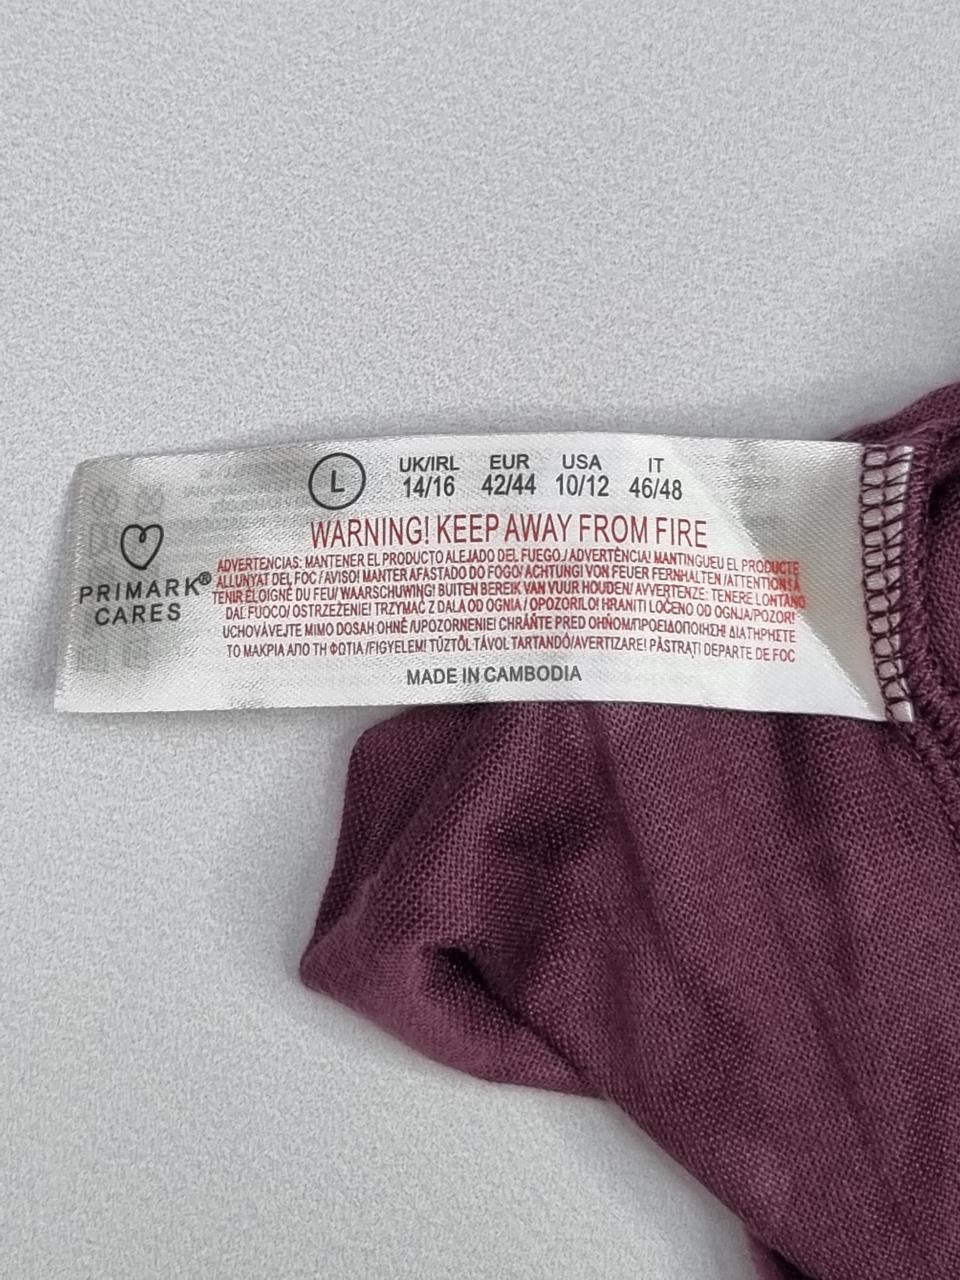 L
UK/IRL EUR USA IT
14/16 42/44 10/12 46/48
WARNING! KEEP AWAY FROM FIRE
ADVERTENCIAS: MANTENER EL PRODUCTO ALEJADO DEL FUEGO / ADVERTÈNCIA! MANTINGUEU EL PRODUCTE
ALLUNYAT DEL FOC / AVISO! MANTER AFASTADO DO FOGO/ ACHTUNG! VON FEUER FERNHALTEN /ATTENTION! À
TENIR ÉLOIGNÉ DU FEU/ WAARSCHUWING! BUITEN BEREIK VAN VUUR HOUDEN/ AVVERTENZE: TENERE LONTANO
DAL FUOCO/ OSTRZEŻENIE! TRZYMAĆ Z DALA OD OGNIA / OPOZORILO! HRANITI LOČENO OD OGNJA/POZOR!
UCHOVÁVEJTE MIMO DOSAH OHNĚ /UPOZORNENIE! CHRÁŇTE PRED OHŇOM/ΠΡΟΕΙΔΟΠΟΙΗΣΗ! ΔΙΑΤΗΡΗΣΤΕ
ΤΟ ΜΑΚΡΙΑ ΑΠΟ ΤΗ ΦΩΤΙΑ /FIGYELEM! TŰZTŐL TÁVOL TARTANDÓ/AVERTIZARE! PĂSTRAȚI DEPARTE DE FOC
MADE IN CAMBODIA
PRIMARK®
CARES